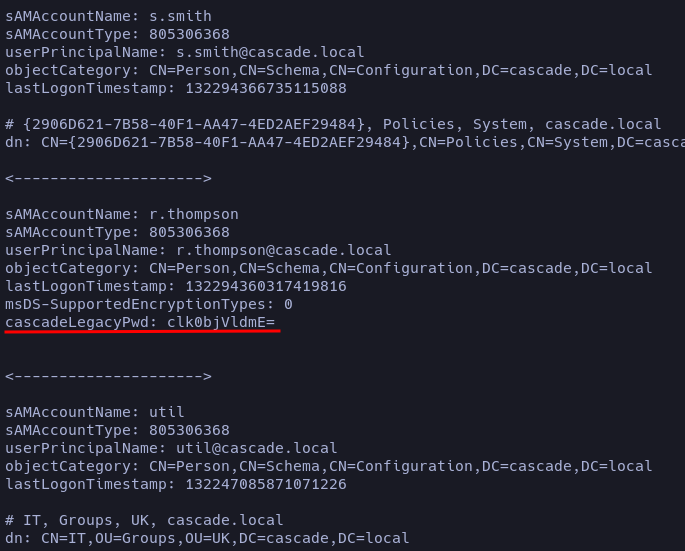 sAMAccountName: s.smith
sAMAccountType: 805306368
userPrincipalName: s.smith@cascade.local
objectCategory: CN=Person,CN=Schema,CN=Configuration,DC=cascade,DC=local
lastLogonTimestamp: 132294366735115088
# {2906D621-7B58-40F1-AA47-4ED2AEF29484}, Policies, System, cascade.local
dn: CN={2906D621-7B58-40F1-AA47-4ED2AEF29484},CN=Policies,CN=System,DC=casca
<--------------------->
sAMAccountName: r.thompson
sAMAccountType: 805306368
userPrincipalName: r.thompson@cascade.local
objectCategory: CN=Person,CN=Schema,CN=Configuration,DC=cascade,DC=local
lastLogonTimestamp: 132294360317419816
msDS-SupportedEncryptionTypes: 0
cascadeLegacyPwd: clk0bjVldmE=
<--------------------->
sAMAccountName: util
sAMAccountType: 805306368
userPrincipalName: util@cascade.local
objectCategory: CN=Person,CN=Schema,CN=Configuration,DC=cascade,DC=local
lastLogonTimestamp: 132247085871071226
# IT, Groups, UK, cascade.local
dn: CN=IT,OU=Groups,OU=UK,DC=cascade,DC=local